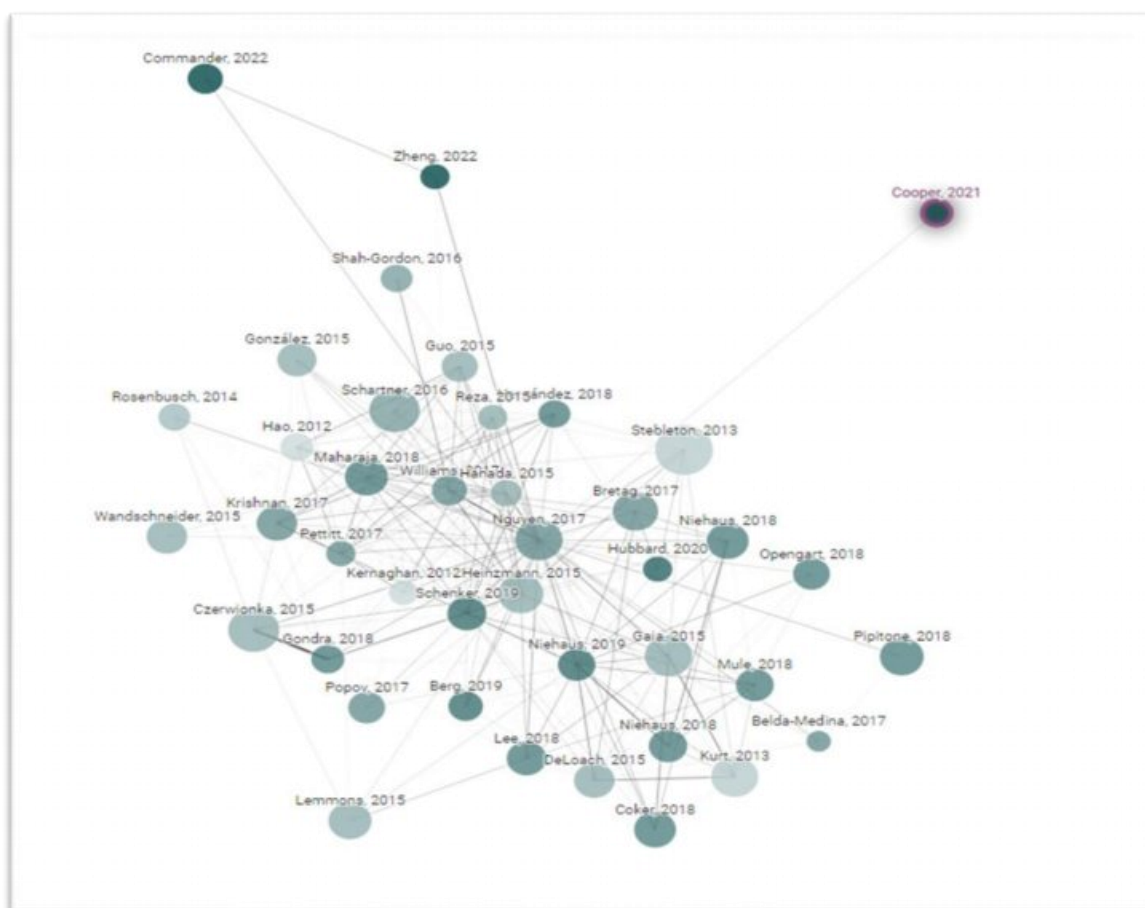 Commander, 2022
Zheng, 2022
Cooper, 2021
Shah-Gordon, 2016
González, 2015
Guo, 2015
Schartner, 2016
Reza, 2015
2018
Rosenbusch, 2014
Hao, 2012
Stebleton, 2013
Maharaja, 2018
Williams, 2017
Hanada, 2015
Bretag, 2017
Krishnan, 2017
Wandschneider, 2015
Nguyen, 2017
Niehaus, 2018
Pettitt, 2017
Hubbard, 2020
Opengart, 2018
Kernaghan, 2012
Heinzmann, 2015
Schenker, 2019
Czerwionka, 2015
Gondra, 2018
Niehaus, 2019
Gaia, 2015
Pipitone, 2018
Mule, 2018
Popov, 2017
Berg, 2019
Belda-Medina, 2017
Niehaus, 2018
Lee, 2018
DeLoach, 2015
Kurt, 2013
Lemmons, 2015
Coker, 2018